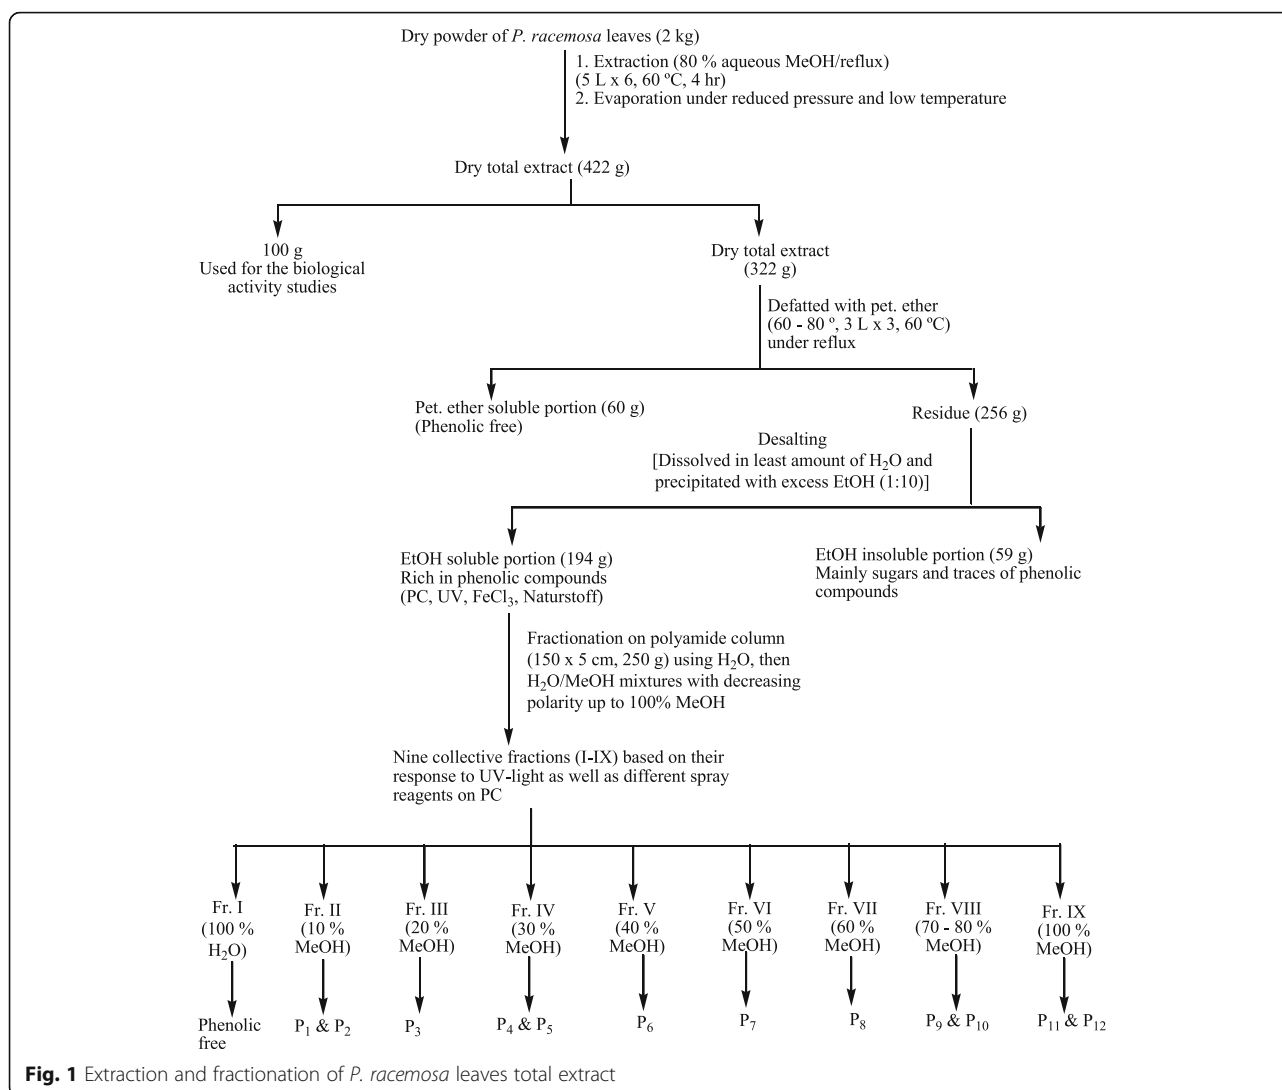 Dry powder of P. racemosa leaves (2 kg)
1. Extraction (80 % aqueous MeOH/reflux)
(5 L x 6, 60 ºC, 4 hr)
2. Evaporation under reduced pressure and low temperature
Dry total extract (422 g)
100 g
Used for the biological
activity studies
Dry total extract
(322 g)
Defatted with pet. ether
(60 - 80 º, 3 L x 3, 60 ºC)
under reflux
Pet. ether soluble portion (60 g)
(Phenolic free)
Residue (256 g)
Desalting
[Dissolved in least amount of H₂O and
precipitated with excess EtOH (1:10)]
EtOH soluble portion (194 g)
Rich in phenolic compounds
(PC, UV, FeCl₃, Naturstoff)
EtOH insoluble portion (59 g)
Mainly sugars and traces of phenolic
compounds
Fractionation on polyamide column
(150 x 5 cm, 250 g) using H₂O, then
H₂O/MeOH mixtures with decreasing
polarity up to 100% MeOH
Nine collective fractions (I-IX) based on their
response to UV-light as well as different spray
reagents on PC
Fr. I
(100 %
H₂O)
Fr. II
(10 %
MeOH)
Fr. III
(20 %
MeOH)
Fr. IV
(30 %
MeOH)
Fr. V
(40 %
MeOH)
Fr. VI
(50 %
MeOH)
Fr. VII
(60 %
MeOH)
Fr. VIII
(70 - 80 %
MeOH)
Fr. IX
(100 %
MeOH)
Phenolic
free
P₁ & P₂
P₃
P₄ & P₅
P₆
P₇
P₈
P₉ & P₁₀
P₁₁ & P₁₂
Fig. 1 Extraction and fractionation of P. racemosa leaves total extract